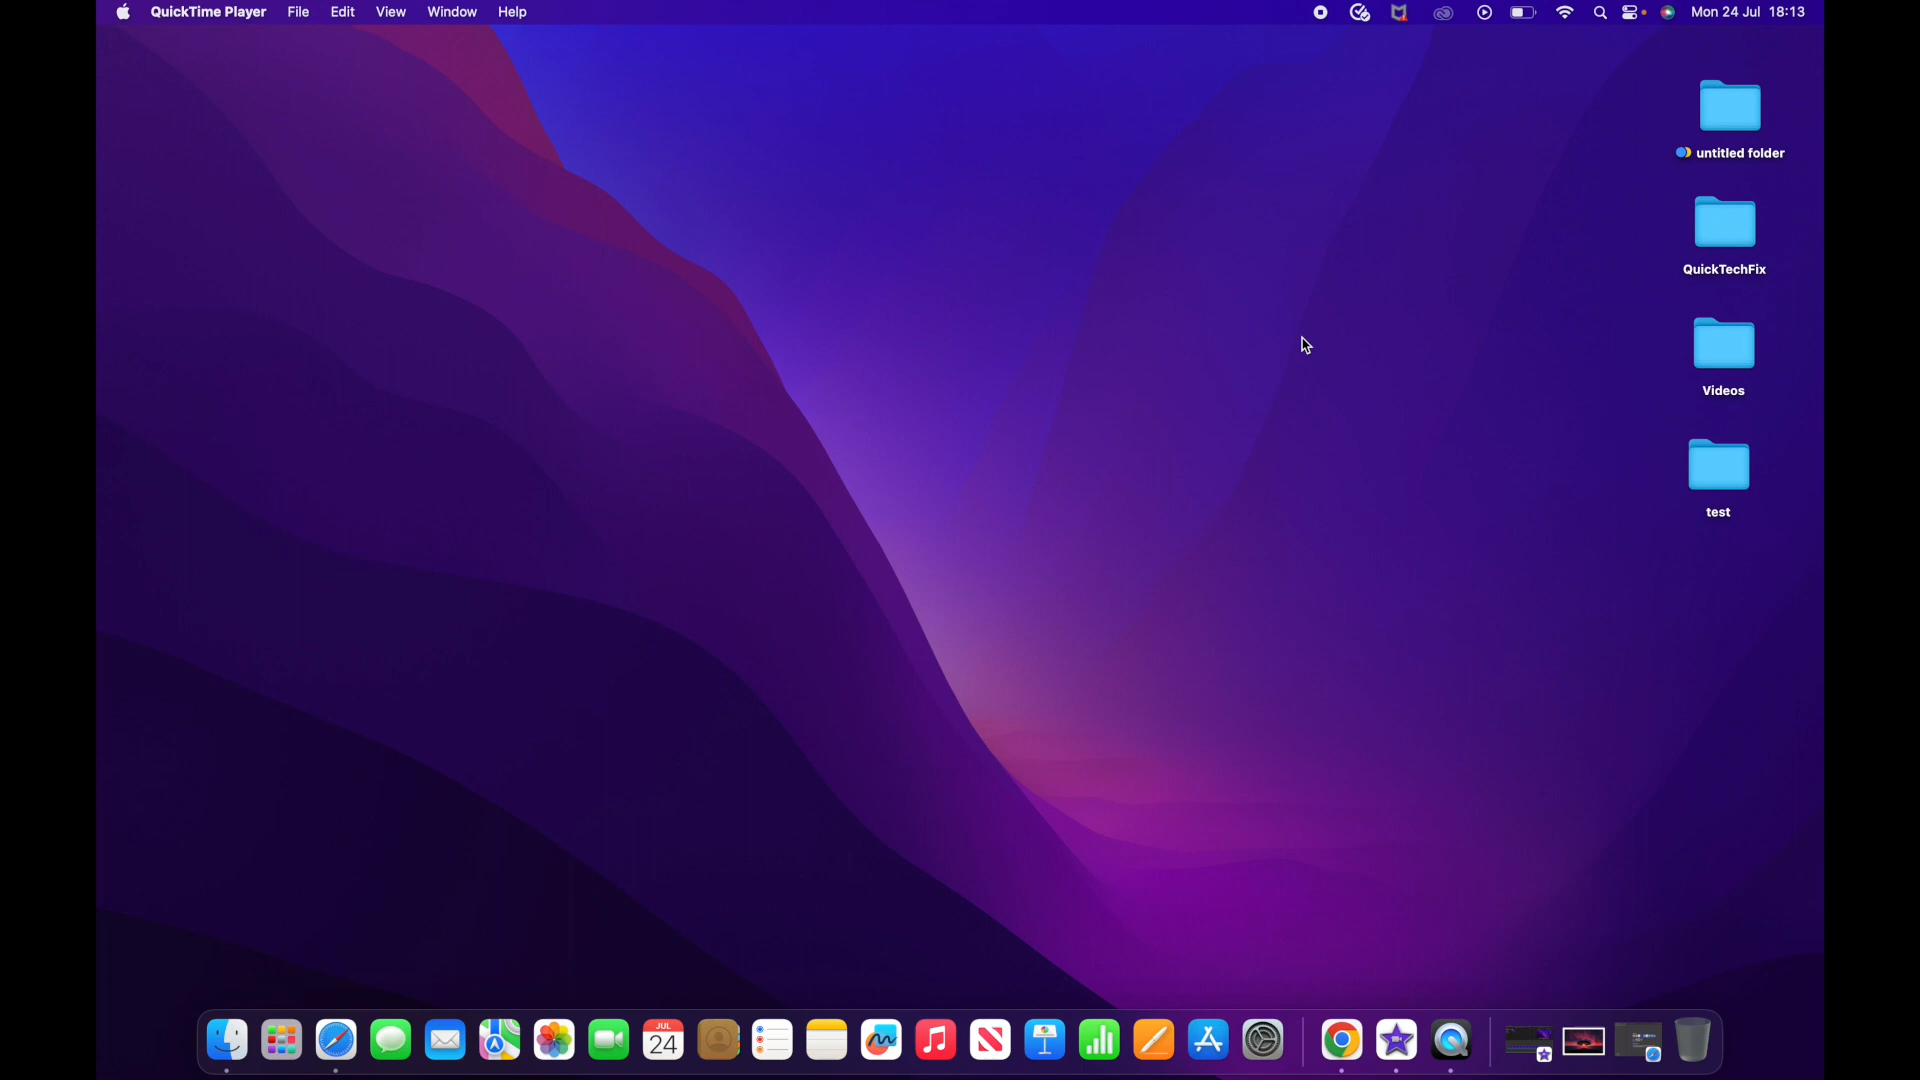 QuickTime Player File Edit View Window Help Mon 24 Jul 18:13
untitled folder
QuickTechFix
Videos
test
JUL
24